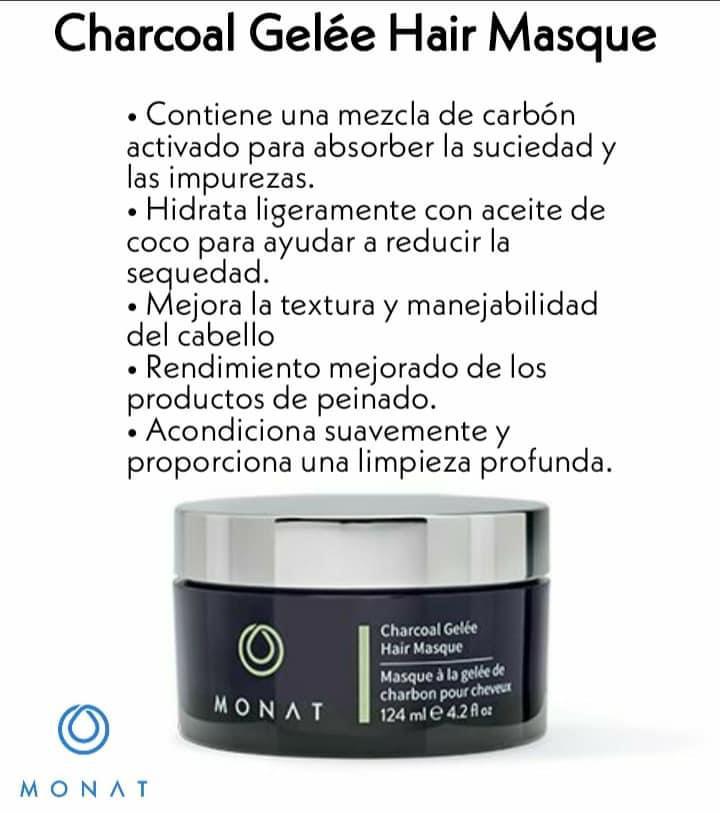 Charcoal Gelée Hair Masque
• Contiene una mezcla de carbón
activado para absorber la suciedad y
las impurezas.
• Hidrata ligeramente con aceite de
coco para ayudar a reducir la
sequedad.
• Mejora la textura y manejabilidad
del cabello
• Rendimiento mejorado de los
productos de peinado.
• Acondiciona suavemente y
proporciona una limpieza profunda.
MONAT
Charcoal Gelée
Hair Masque
Masque à la gelée de
charbon pour cheveux
124 ml e 4.2 fl oz
MONAT